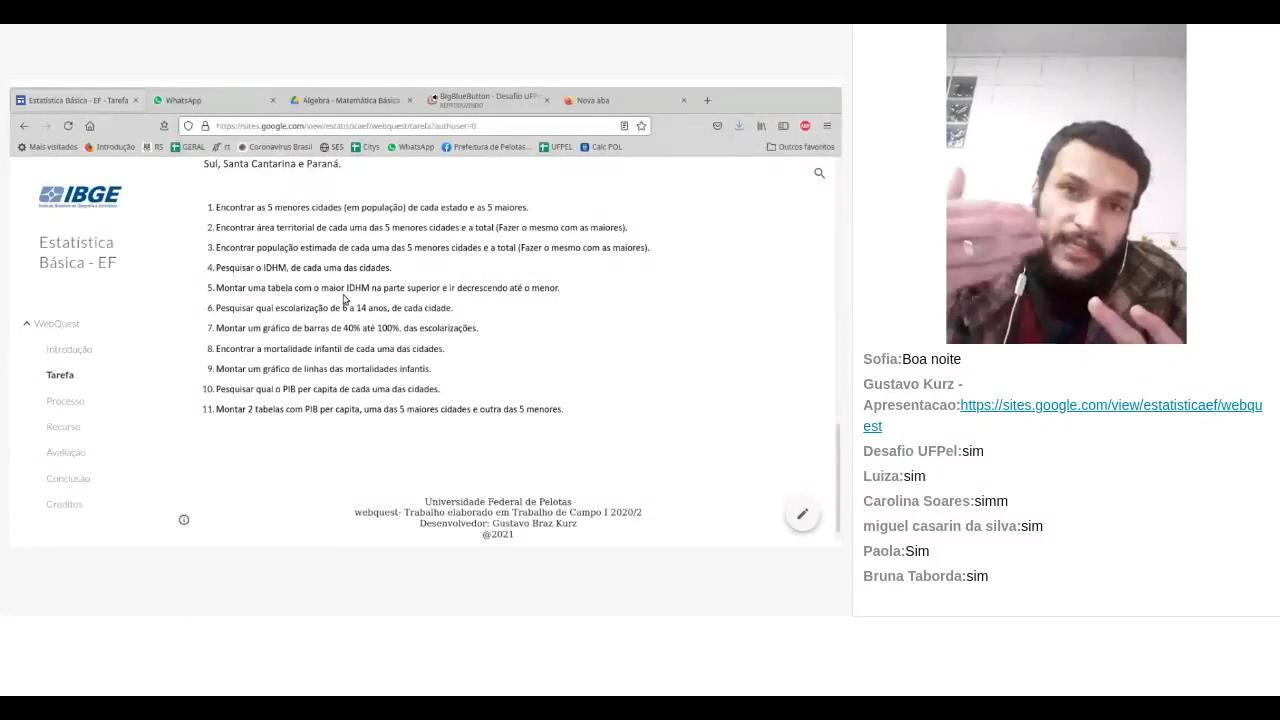 Estatística Básica - EF - Tarefa
WhatsApp
Álgebra - Matemática Básica
BigBlueButton - Desafio UFPe
REPRODUZINDO
Nova aba
https://sites.google.com/view/estatisticaef/webquest/tarefa?authuser=0
Mais visitados
Introdução
RS
GERAL
rt
Coronavirus Brasil
SES
Citys
WhatsApp
Prefeitura de Pelotas...
UFPEL
Calc POL
Outros favoritos
Sul, Santa Cantarina e Paraná.
IBGE
Estatística
Básica - EF
WebQuest
Introdução
Tarefa
Processo
Recurso
Avaliação
Conclusão
Créditos
1. Encontrar as 5 menores cidades (em população) de cada estado e as 5 maiores.
2. Encontrar área territorial de cada uma das 5 menores cidades e a total (Fazer o mesmo com as maiores).
3. Encontrar população estimada de cada uma das 5 menores cidades e a total (Fazer o mesmo com as maiores).
4. Pesquisar o IDHM, de cada uma das cidades.
5. Montar uma tabela com o maior IDHM na parte superior e ir decrescendo até o menor.
6. Pesquisar qual escolarização de 6 a 14 anos, de cada cidade.
7. Montar um gráfico de barras de 40% até 100%. das escolarizações.
8. Encontrar a mortalidade infantil de cada uma das cidades.
9. Montar um gráfico de linhas das mortalidades infantis.
10. Pesquisar qual o PIB per capita de cada uma das cidades.
11. Montar 2 tabelas com PIB per capita, uma das 5 maiores cidades e outra das 5 menores.
Universidade Federal de Pelotas
webquest- Trabalho elaborado em Trabalho de Campo I 2020/2
Desenvolvedor: Gustavo Braz Kurz
@2021
Sofia:Boa noite
Gustavo Kurz -
Apresentacao:https://sites.google.com/view/estatisticaef/webqu
est
Desafio UFPel:sim
Luiza:sim
Carolina Soares:simm
miguel casarin da silva:sim
Paola:Sim
Bruna Taborda:sim